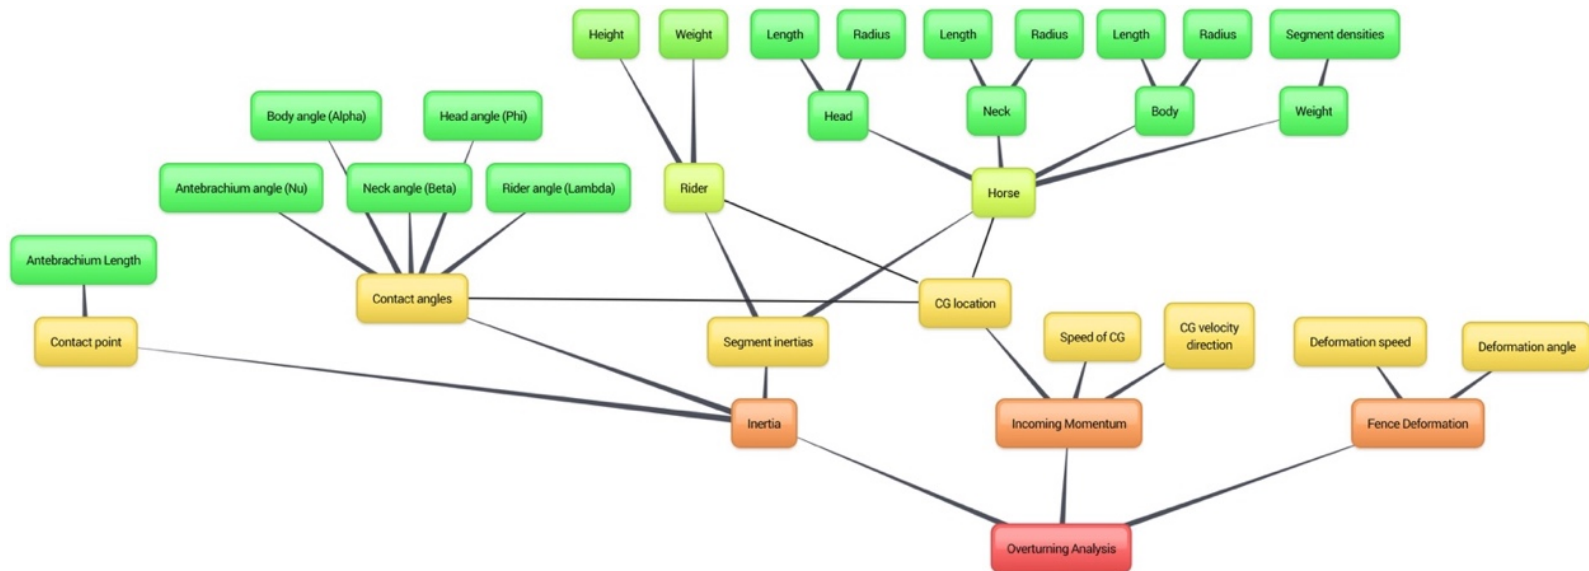 Height
Weight
Length
Radius
Length
Radius
Length
Radius
Segment densities
Body angle (Alpha)
Head angle (Phi)
Head
Neck
Body
Weight
Antebrachium angle (Nu)
Neck angle (Beta)
Rider angle (Lambda)
Rider
Horse
Antebrachium Length
Contact angles
CG location
Contact point
Segment inertias
Speed of CG
CG velocity
direction
Deformation speed
Deformation angle
Inertia
Incoming Momentum
Fence Deformation
Overturning Analysis